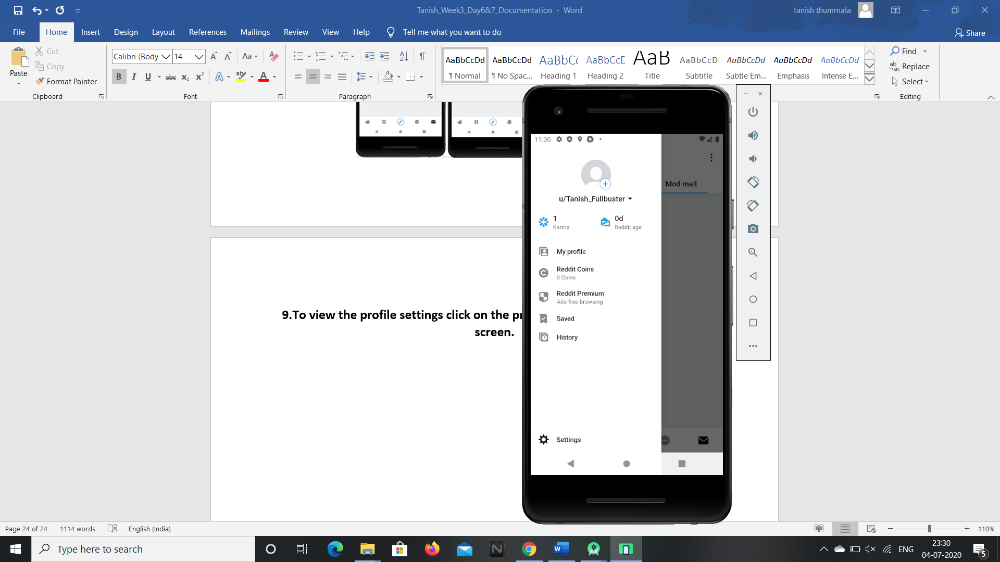 Tanish_Week3_Day6&7_Documentation - Word
tanish thummala
File Home Insert Design Layout References Mailings Review View Help Tell me what you want to do
Share
Paste
Cut
Copy
Format Painter
Clipboard
Calibri (Body 14
Font
Paragraph
AaBbCcDd
¶ Normal
AaBbCcDd
¶ No Spac...
AaBbCc
Heading 1
AaBbCcC
Heading 2
AaB
Title
AaBbCcD
Subtitle
AaBbCcDd
Subtle Em...
AaBbCcDd
Emphasis
AaBbCcDd
Intense E...
Find
Replace
Select
Editing
9.To view the profile settings click on the pr
screen.
11:30
u/Tanish_Fullbuster
1
Karma
0d
Reddit age
My profile
Reddit Coins
0 Coins
Reddit Premium
Ads-free browsing
Saved
History
Settings
Mod mail
Page 24 of 24 1114 words English (India)
110%
Type here to search
ENG
23:30
04-07-2020
5